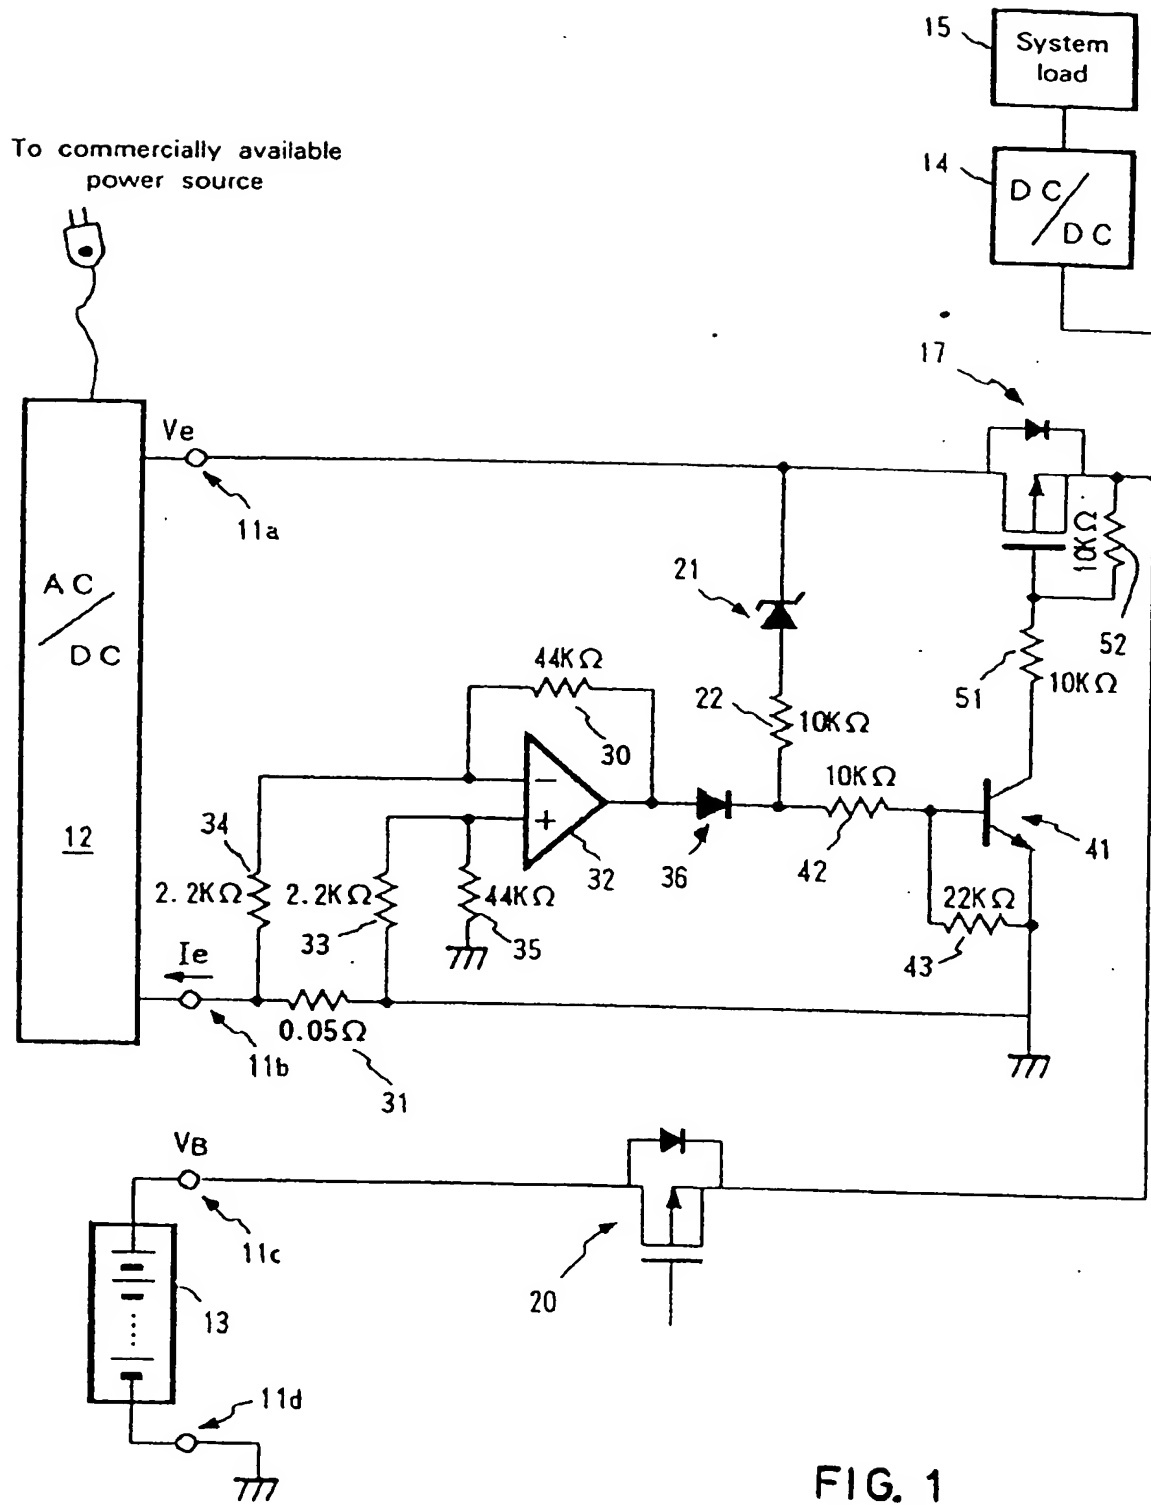 15
System
load
To commercially available
power source
14
DC/DC
17
Ve
11a
10KΩ
AC/DC
21
52
44KΩ
51
10KΩ
22
10KΩ
30
10KΩ
−
+
12
34
32
36
42
41
2.2KΩ
2.2KΩ
44KΩ
22KΩ
33
35
43
Ie
0.05Ω
11b
31
VB
11c
20
13
11d
FIG. 1